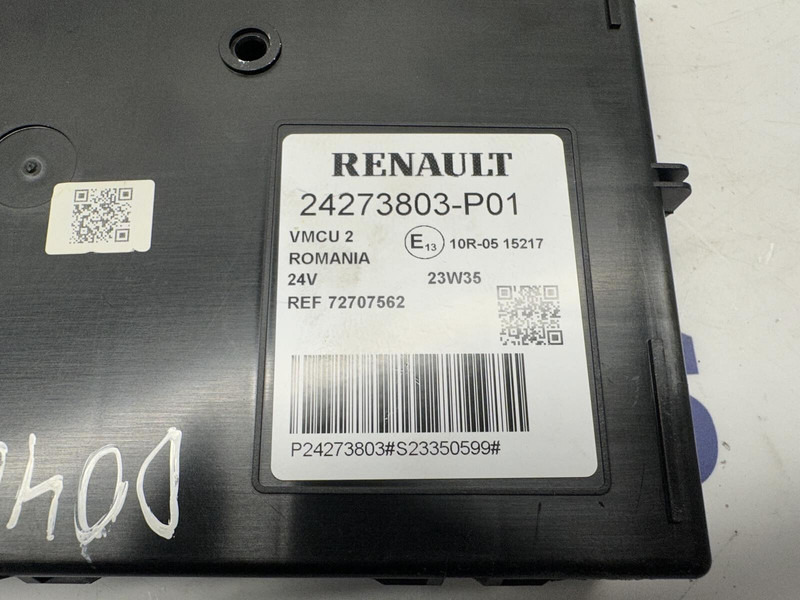 RENAULT
24273803-P01
VMCU 2
E13 10R-05 15217
ROMANIA
24V 23W35
REF 72707562
P24273803#S23350599#